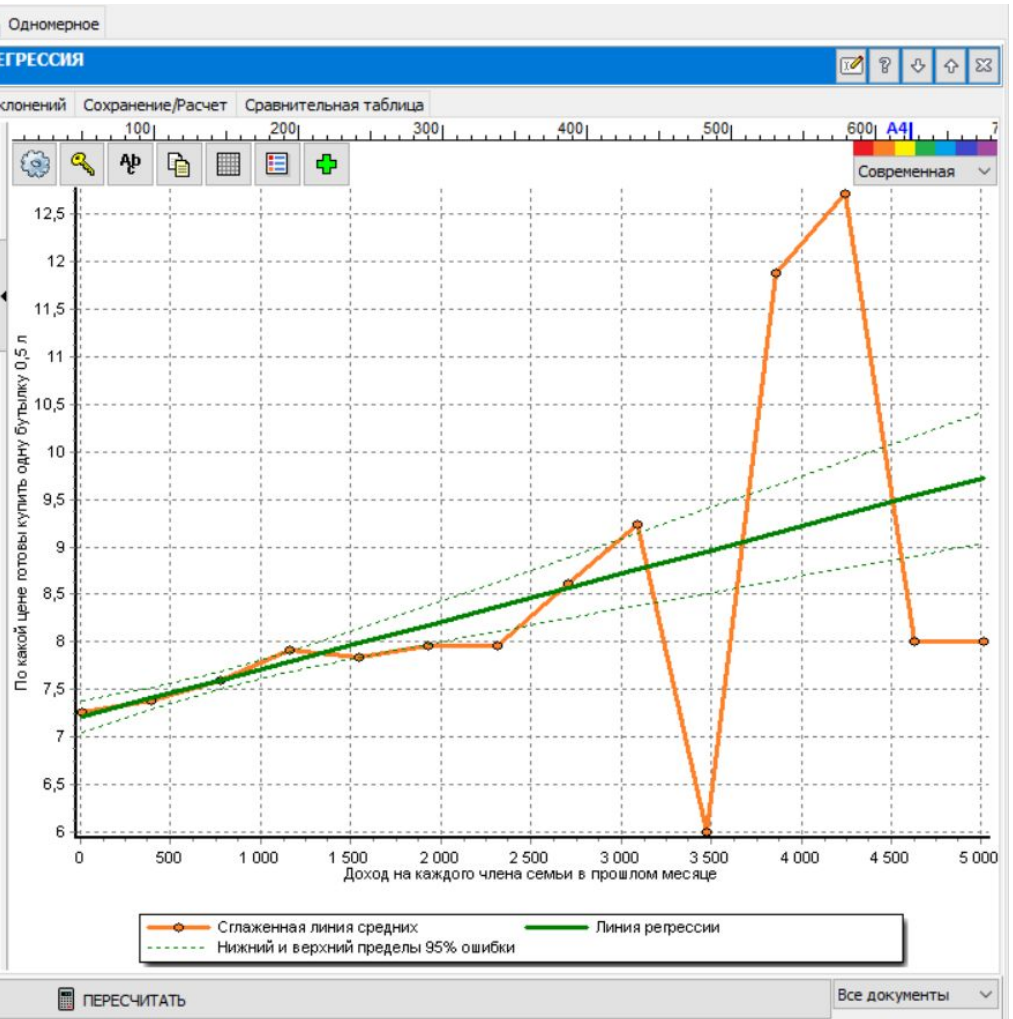 Одномерное
ЕГРЕССИЯ
клонений Сохранение/Расчет Сравнительная таблица
100 200 300 400 500 600 A4 7
Современная
По какой цене готовы купить одну бутылку 0,5 л
12,5
12
11,5
11
10,5
10
9,5
9
8,5
8
7,5
7
6,5
6
0 500 1 000 1 500 2 000 2 500 3 000 3 500 4 000 4 500 5 000
Доход на каждого члена семьи в прошлом месяце
Сглаженная линия средних Линия регрессии
Нижний и верхний пределы 95% ошибки
ПЕРЕСЧИТАТЬ Все документы